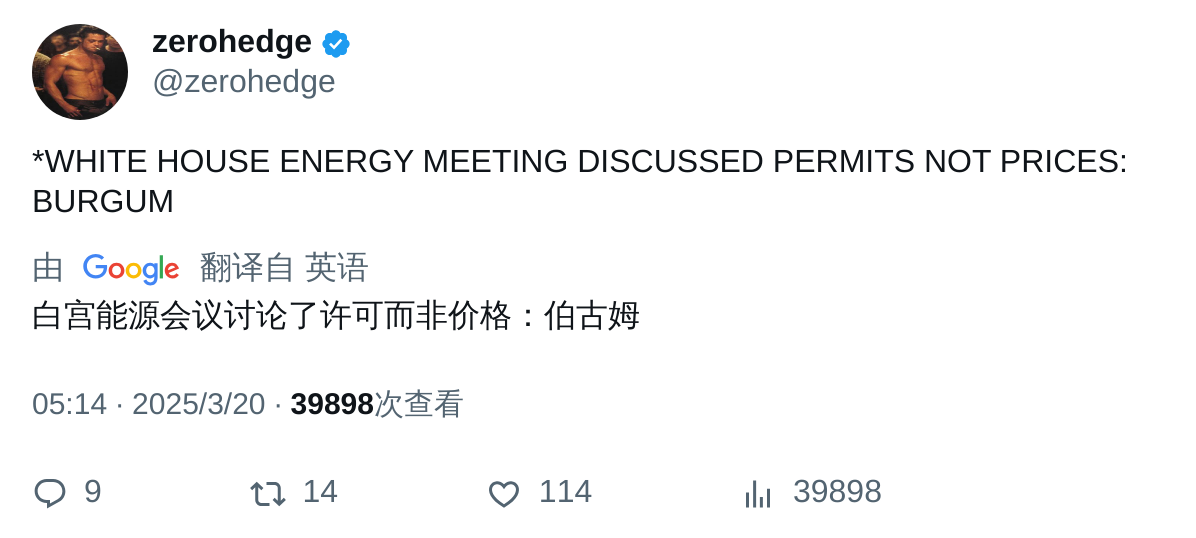 zerohedge
@zerohedge
*WHITE HOUSE ENERGY MEETING DISCUSSED PERMITS NOT PRICES:
BURGUM
由 Google 翻译自 英语
白宫能源会议讨论了许可而非价格：伯古姆
05:14 · 2025/3/20 · 39898次查看
9 14 114 39898